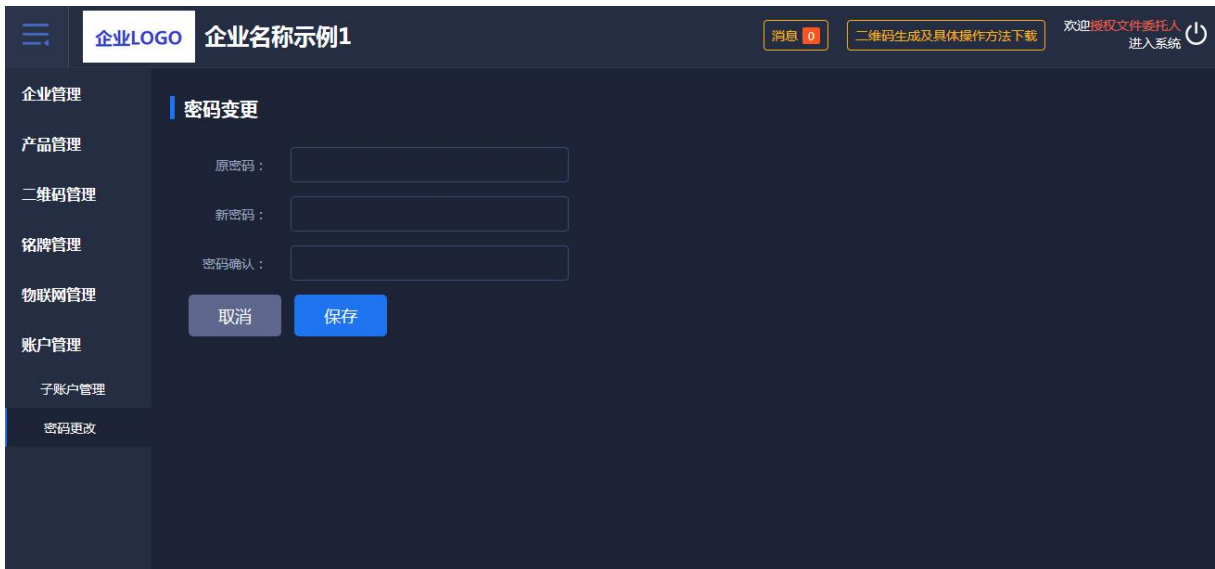 企业LOGO
企业名称示例1
消息 0
二维码生成及具体操作方法下载
欢迎授权文件委托人
进入系统
企业管理
产品管理
二维码管理
铭牌管理
物联网管理
账户管理
子账户管理
密码更改
密码变更
原密码：
新密码：
密码确认：
取消
保存